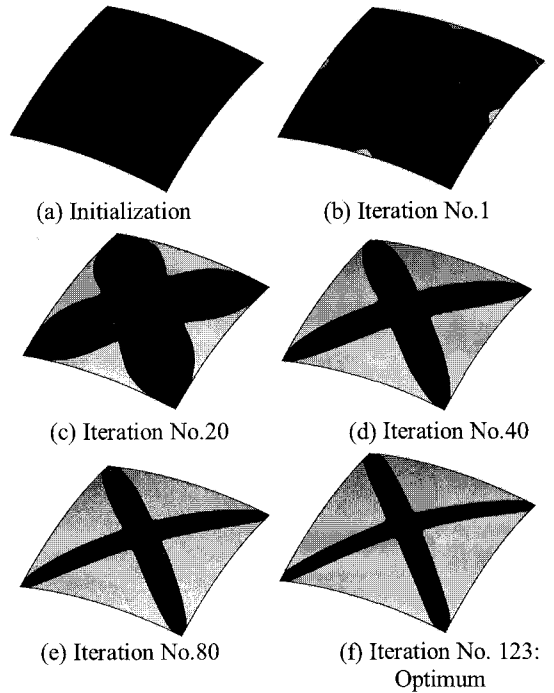 (a) Initialization
(b) Iteration No.1
(c) Iteration No.20
(d) Iteration No.40
(e) Iteration No.80
(f) Iteration No. 123:
Optimum